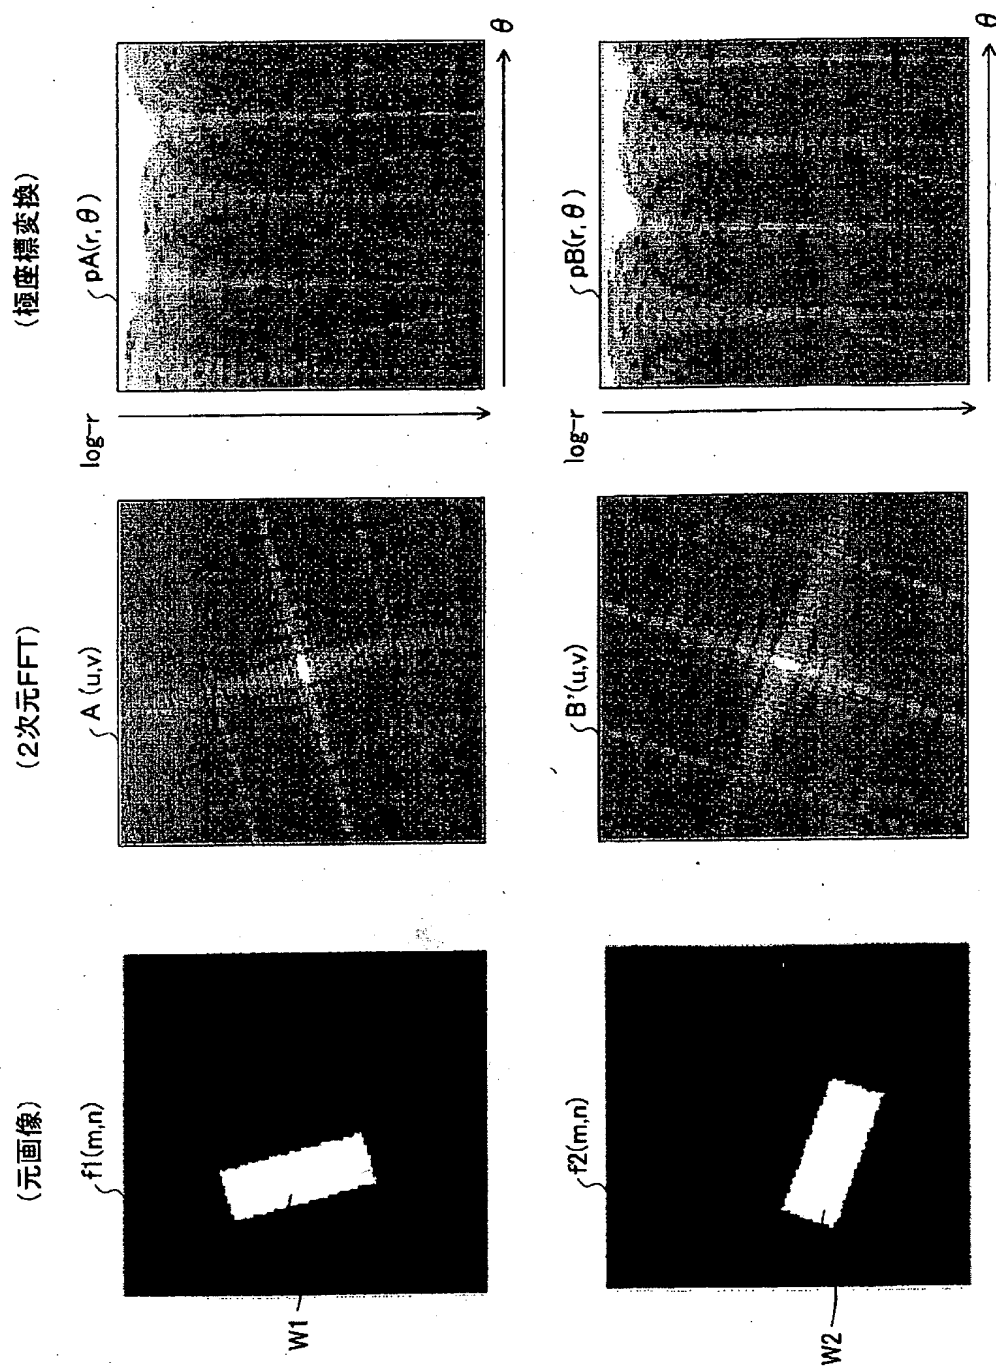 (元画像)
(2次元FFT)
(極座標変換)
f1(m,n)
A (u,v)
pA(r, θ)
W1
log-r
θ
f2(m,n)
B'(u,v)
pB(r, θ)
W2
log-r
θ